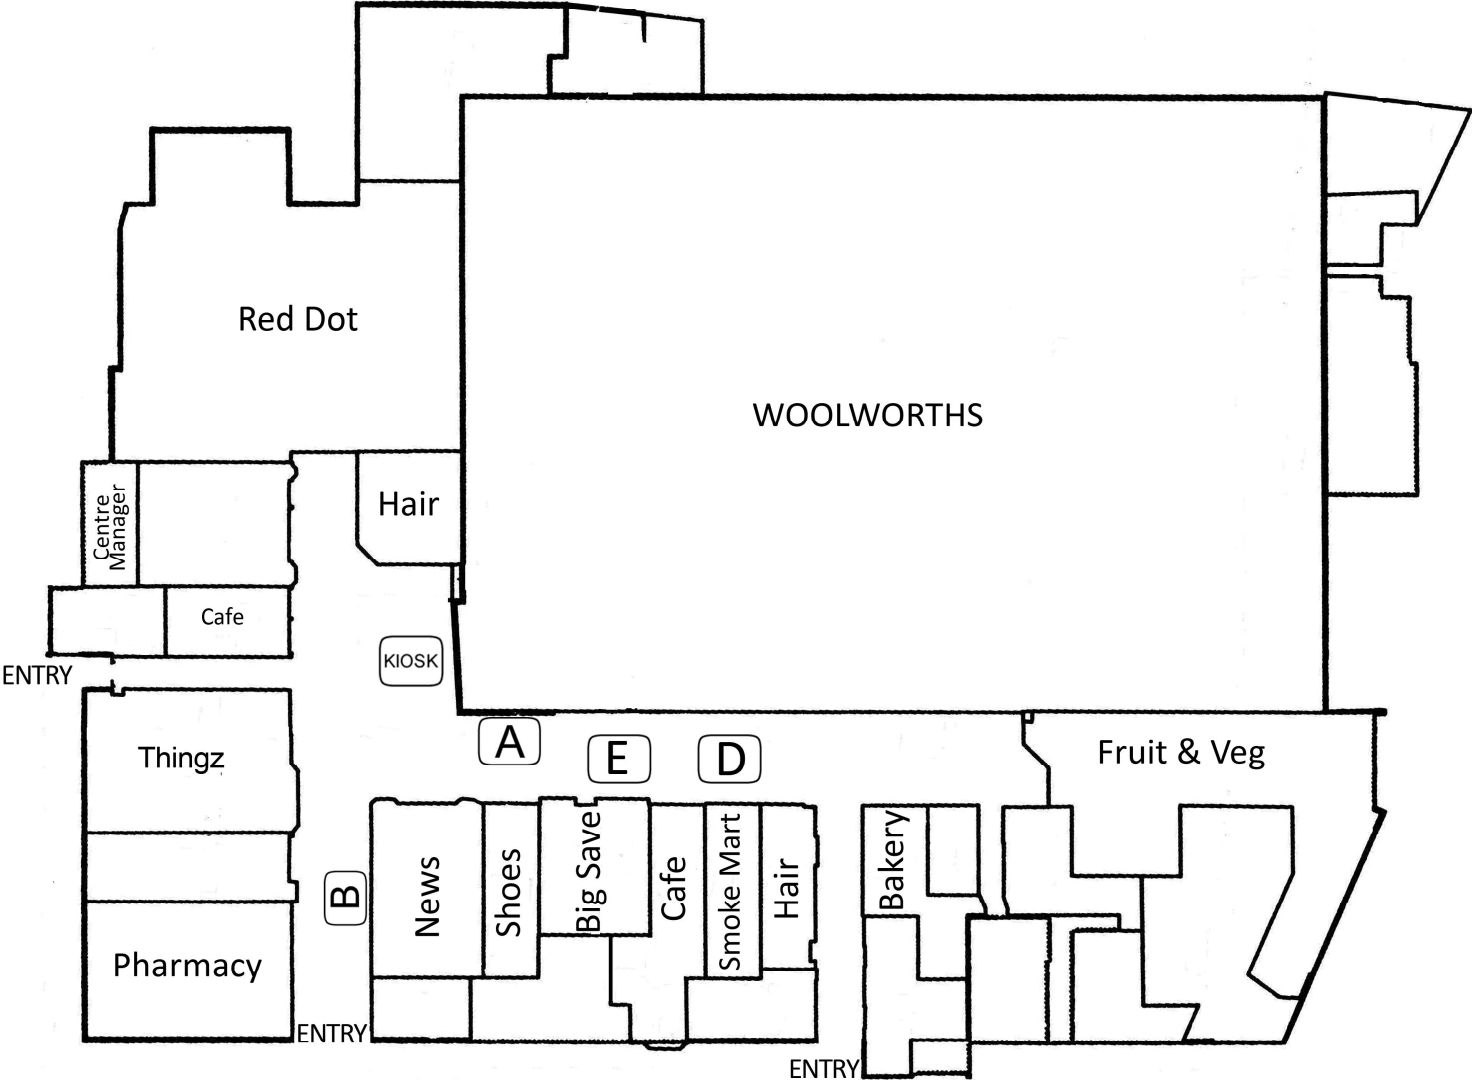 Red Dot
WOOLWORTHS
Centre
Manager
Hair
Cafe
KIOSK
ENTRY
A
E
D
Thingz
Fruit & Veg
B
News
Shoes
Big Save
Cafe
Smoke Mart
Hair
Bakery
Pharmacy
ENTRY
ENTRY